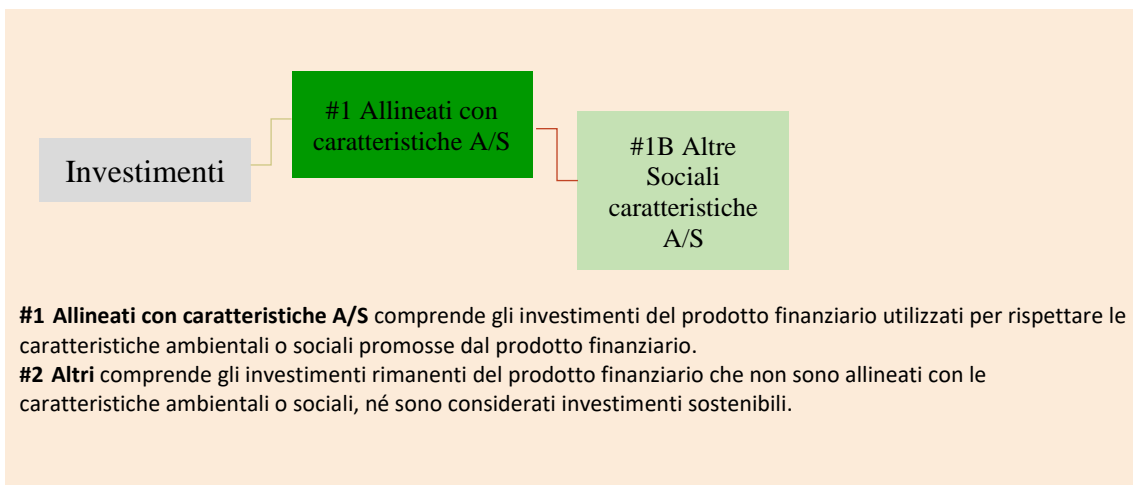 Investimenti
#1 Allineati con
caratteristiche A/S
#1B Altre
Sociali
caratteristiche
A/S
#1 Allineati con caratteristiche A/S comprende gli investimenti del prodotto finanziario utilizzati per rispettare le
caratteristiche ambientali o sociali promosse dal prodotto finanziario.
#2 Altri comprende gli investimenti rimanenti del prodotto finanziario che non sono allineati con le
caratteristiche ambientali o sociali, né sono considerati investimenti sostenibili.